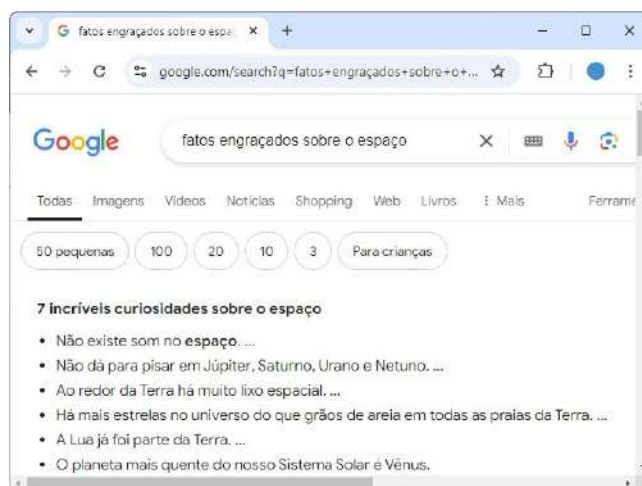 fatos engraçados sobre o espaç
google.com/search?q=fatos+engraçados+sobre+o+...
Google
fatos engraçados sobre o espaço
Todas Imagens Vídeos Notícias Shopping Web Livros Mais Ferrame
50 pequenas 100 20 10 3 Para crianças
7 incríveis curiosidades sobre o espaço
• Não existe som no espaço. ...
• Não dá para pisar em Júpiter, Saturno, Urano e Netuno. ...
• Ao redor da Terra há muito lixo espacial. ...
• Há mais estrelas no universo do que grãos de areia em todas as praias da Terra. ...
• A Lua já foi parte da Terra. ...
• O planeta mais quente do nosso Sistema Solar é Vênus.